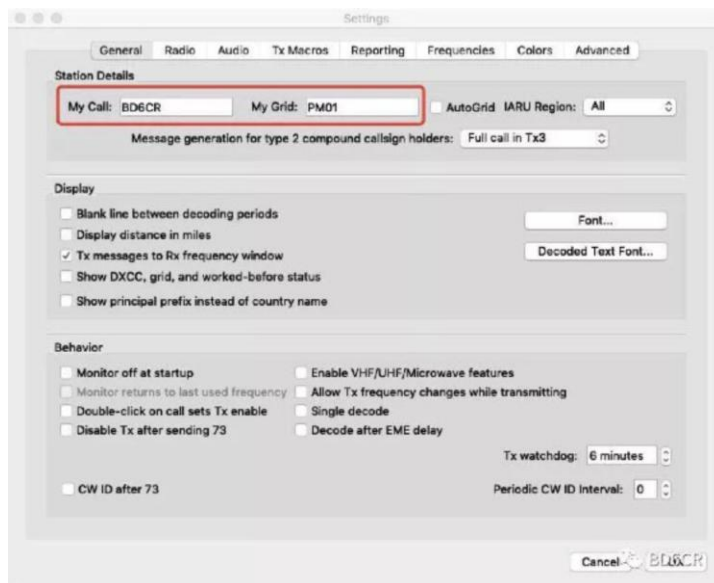 Settings
General Radio Audio Tx Macros Reporting Frequencies Colors Advanced
Station Details
My Call: BD6CR My Grid: PM01 AutoGrid IARU Region: All
Message generation for type 2 compound callsign holders: Full call in Tx3
Display
Blank line between decoding periods
Font...
Display distance in miles
Tx messages to Rx frequency window
Decoded Text Font...
Show DXCC, grid, and worked-before status
Show principal prefix instead of country name
Behavior
Monitor off at startup Enable VHF/UHF/Microwave features
Monitor returns to last used frequency Allow Tx frequency changes while transmitting
Double-click on call sets Tx enable Single decode
Disable Tx after sending 73 Decode after EME delay
Tx watchdog: 6 minutes
CW ID after 73 Periodic CW ID Interval: 0
Cancel BD6CR